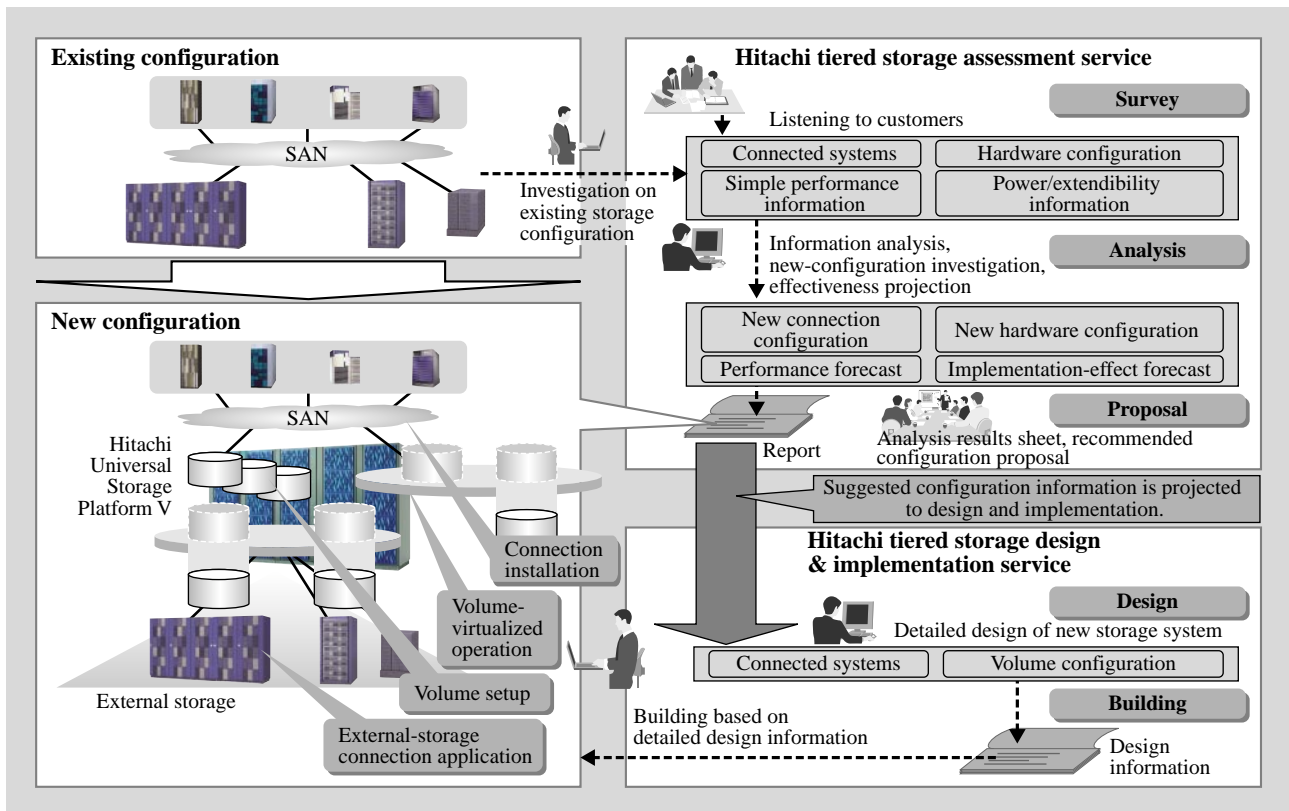 Existing configuration
SAN
Investigation on
existing storage
configuration
New configuration
SAN
Hitachi
Universal
Storage
Platform V
Connection
installation
Volume-
virtualized
operation
Volume setup
External storage
External-storage
connection application
Hitachi tiered storage assessment service
Survey
Listening to customers
Connected systems
Hardware configuration
Simple performance
information
Power/extendibility
information
Information analysis,
new-configuration investigation,
effectiveness projection
Analysis
New connection
configuration
New hardware configuration
Performance forecast
Implementation-effect forecast
Proposal
Report
Analysis results sheet, recommended
configuration proposal
Suggested configuration information is projected
to design and implementation.
Hitachi tiered storage design
& implementation service
Design
Detailed design of new storage system
Connected systems
Volume configuration
Building
Building based on
detailed design information
Design
information